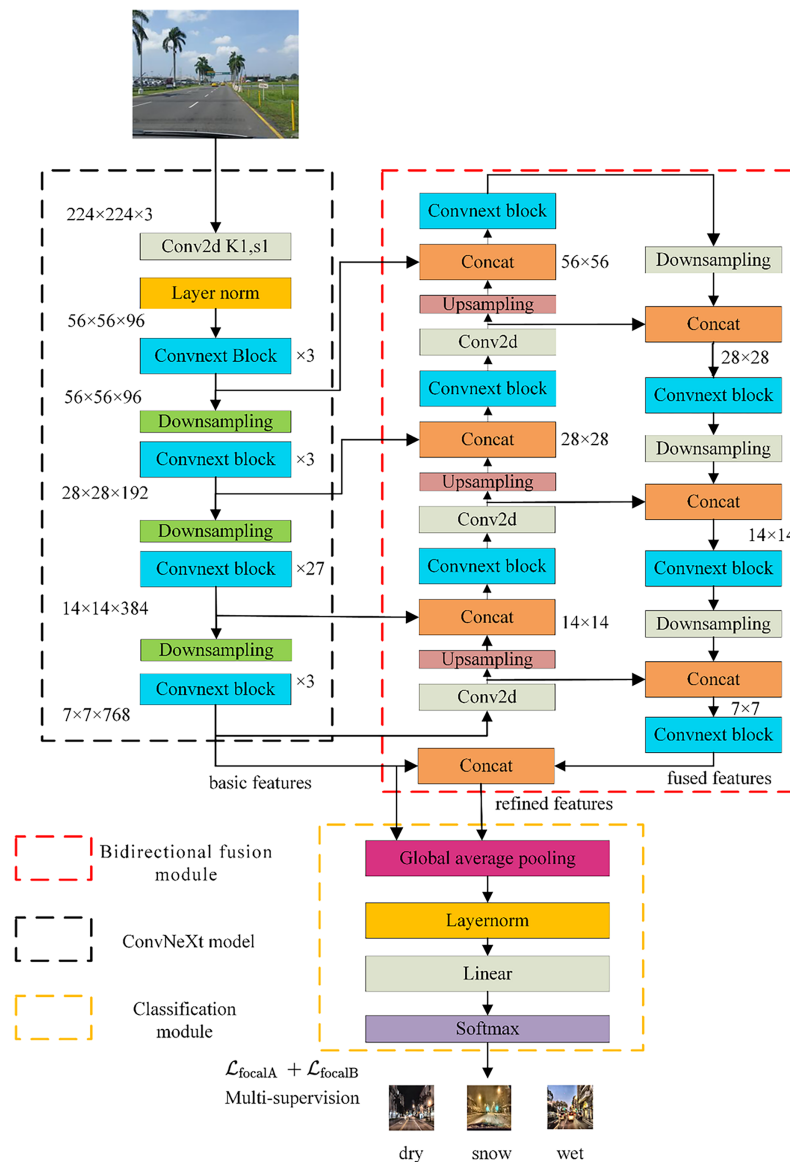 224×224×3
Conv2d K1,s1
Layer norm
56×56×96
Convnext Block
×3
56×56×96
Downsampling
Convnext block
×3
28×28×192
Downsampling
Convnext block
×27
14×14×384
Downsampling
Convnext block
×3
7×7×768
basic features
Convnext block
Concat
56×56
Upsampling
Conv2d
Convnext block
Concat
28×28
Upsampling
Conv2d
Convnext block
Concat
14×14
Upsampling
Conv2d
Concat
refined features
Downsampling
Concat
28×28
Convnext block
Downsampling
Concat
14×14
Convnext block
Downsampling
Concat
7×7
Convnext block
fused features
Bidirectional fusion
module
ConvNeXt model
Classification
module
Global average pooling
Layernorm
Linear
Softmax
ℒfocalA + ℒfocalB
Multi-supervision
dry
snow
wet